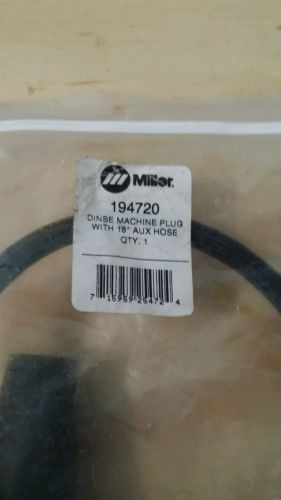 Miller.
194720
DINSE MACHINE PLUG
WITH 18" AUX HOSE
QTY. 1
7 15959 25472 4